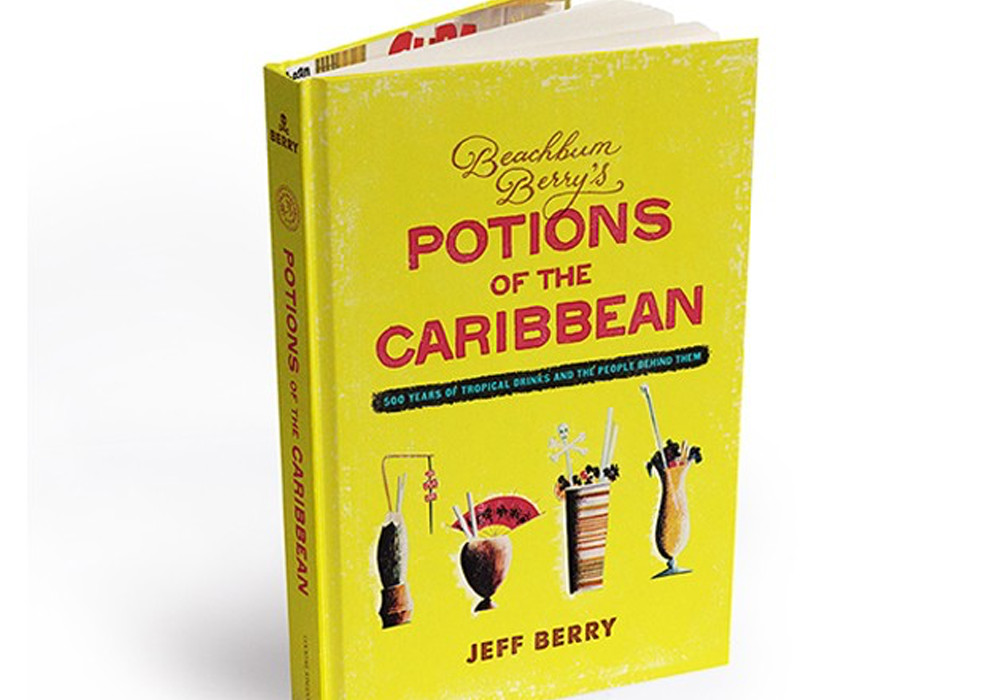 Beachbum
Berry's
POTIONS
OF THE
CARIBBEAN
500 YEARS OF TROPICAL DRINKS AND THE PEOPLE BEHIND THEM
JEFF BERRY
BERRY
POTIONS OF THE CARIBBEAN